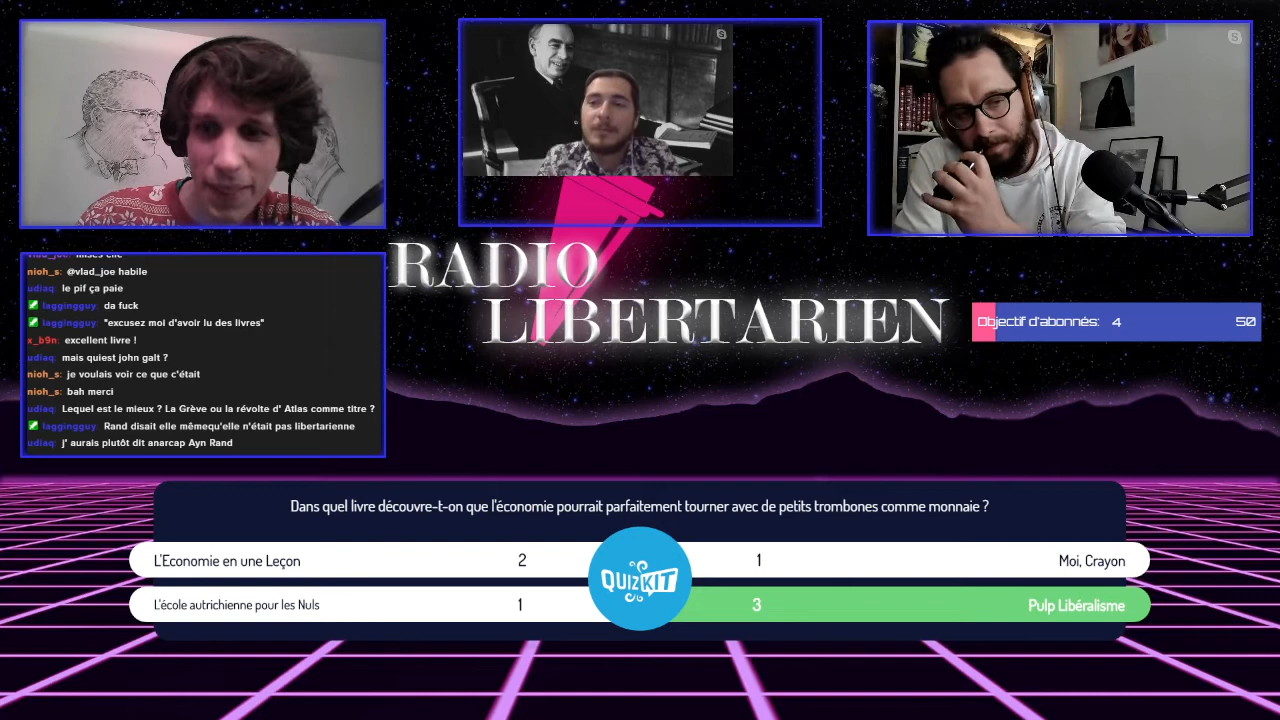 RADIO
LIBERTARIEN
Objectif d'abonnés: 4 50
nioh_s: @vlad_joe habile
udiaq: le pif ça paie
laggingguy: da fuck
laggingguy: "excusez moi d'avoir lu des livres"
x_b9n: excellent livre !
udiaq: mais quiest john galt ?
nioh_s: je voulais voir ce que c'était
nioh_s: bah merci
udiaq: Lequel est le mieux ? La Grève ou la révolte d' Atlas comme titre ?
laggingguy: Rand disait elle mêmequ'elle n'était pas libertarienne
udiaq: j' aurais plutôt dit anarcap Ayn Rand
Dans quel livre découvre-t-on que l'économie pourrait parfaitement tourner avec de petits trombones comme monnaie ?
L'Economie en une Leçon 2
1 Moi, Crayon
L'école autrichienne pour les Nuls 1
3 Pulp Libéralisme
QUIZKIT